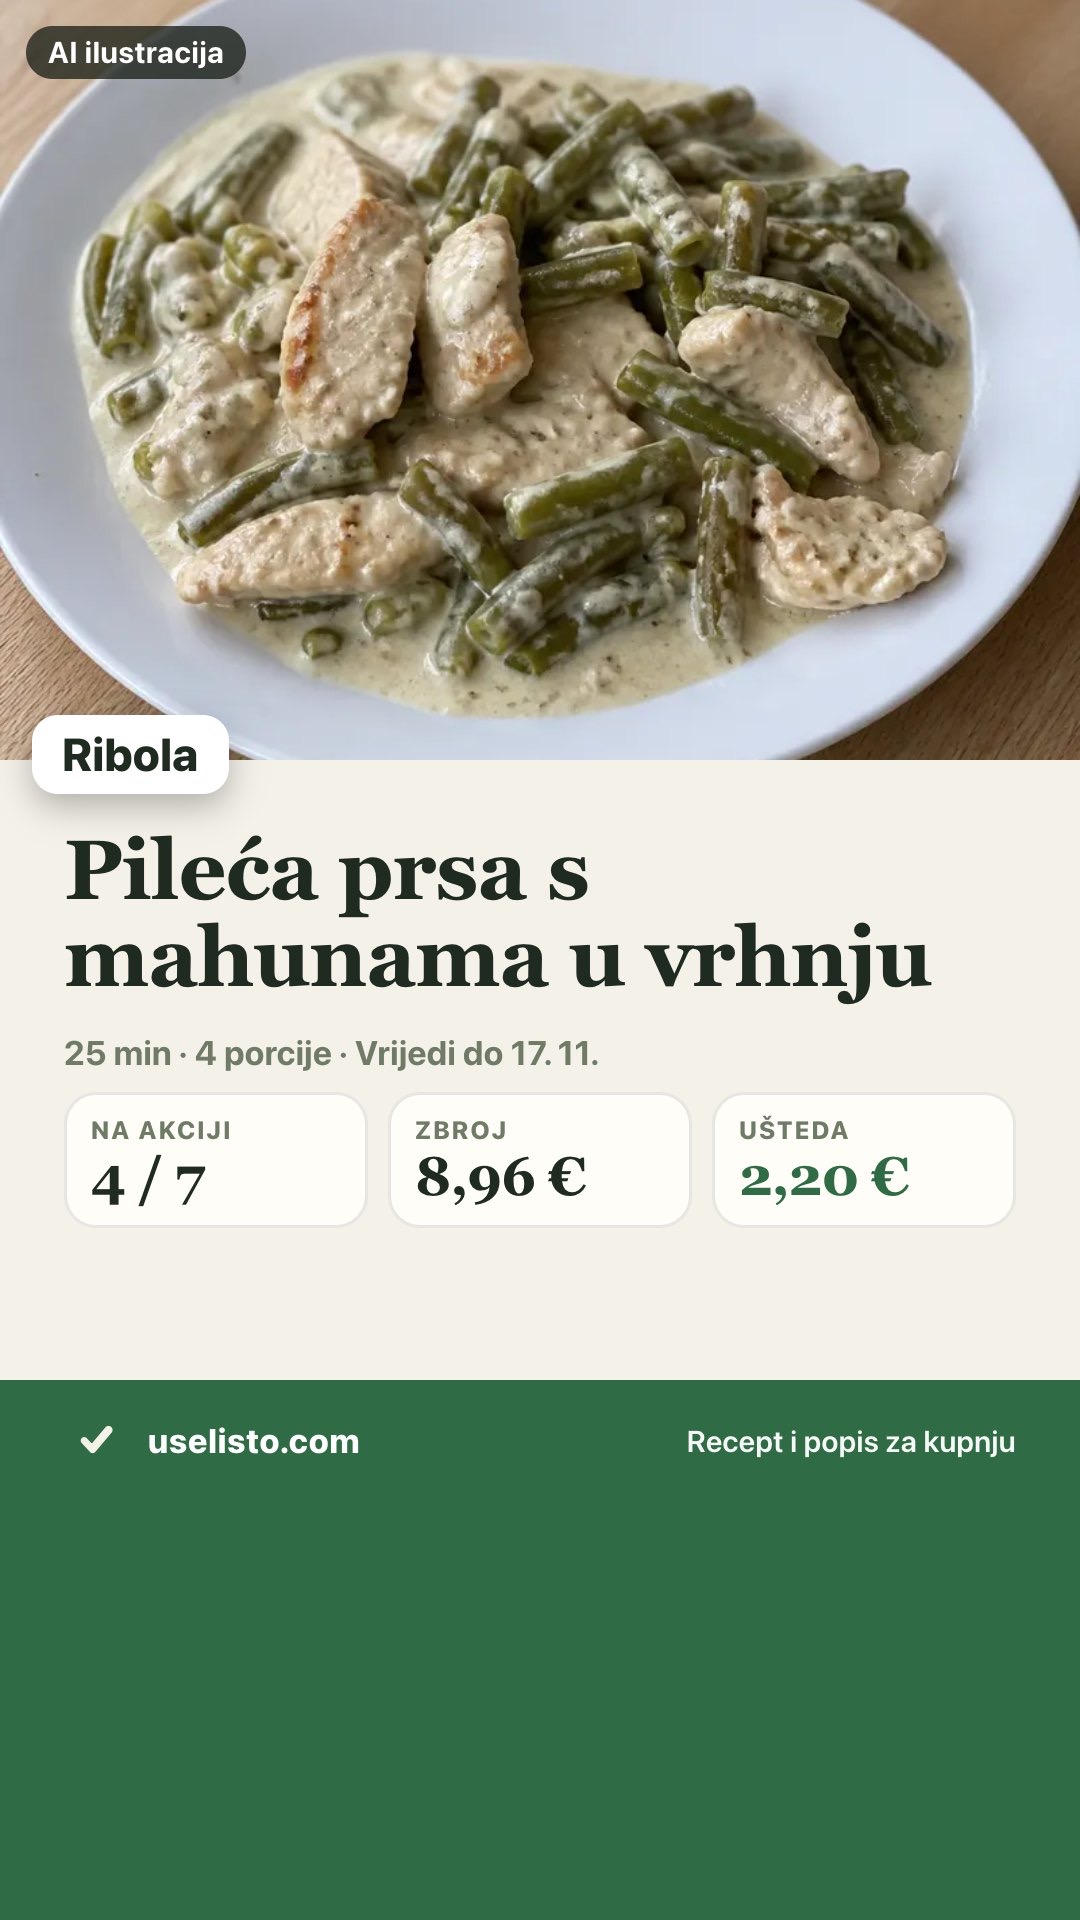 AI ilustracija
Ribola
Pileća prsa s
mahunama u vrhnju
25 min · 4 porcije · Vrijedi do 17. 11.
NA AKCIJI
4 / 7
ZBROJ
8,96 €
UŠTEDA
2,20 €
uselisto.com
Recept i popis za kupnju